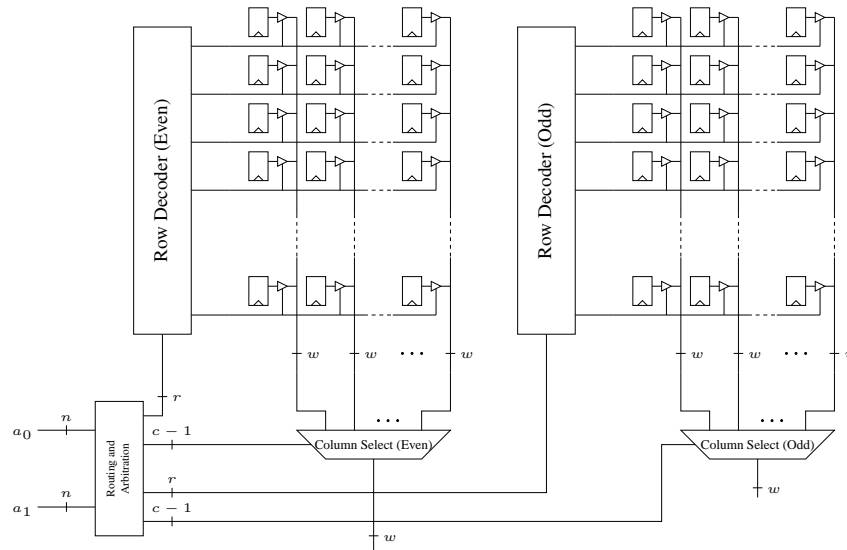 Row Decoder (Even)
Row Decoder (Odd)
w
w
• • •
w
w
w
• • •
w
r
a₀
n
c − 1
• • •
Column Select (Even)
• • •
Column Select (Odd)
Routing and
Arbitration
r
w
a₁
n
c − 1
w